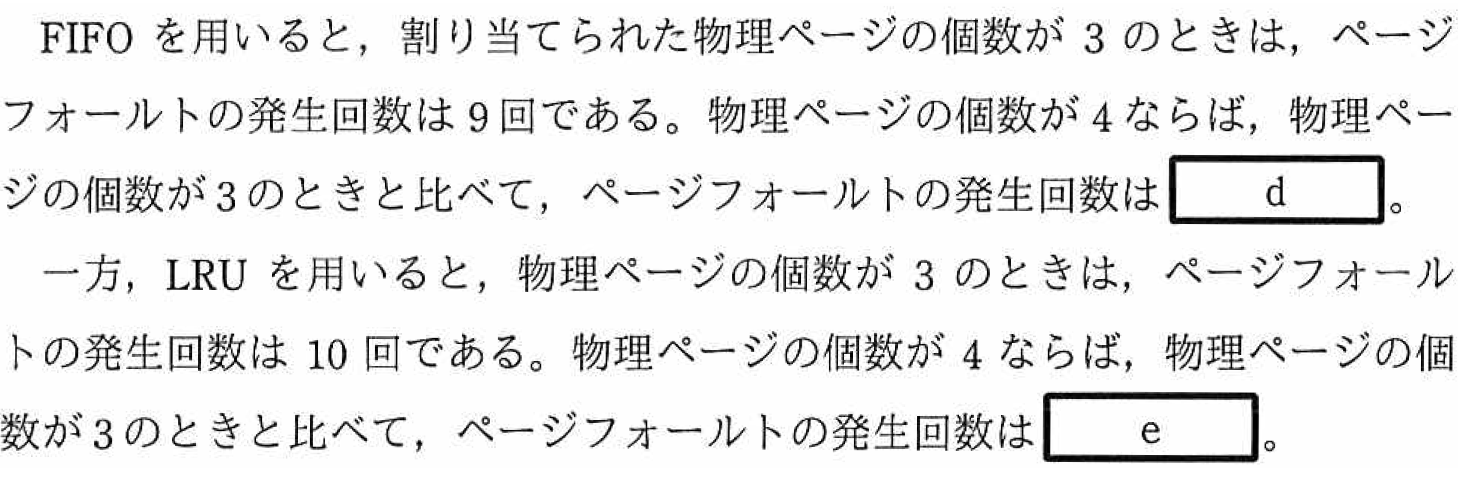 FIFO を用いると，割り当てられた物理ページの個数が 3 のときは，ページ
フォールトの発生回数は 9 回である。物理ページの個数が 4 ならば，物理ペー
ジの個数が 3 のときと比べて，ページフォールトの発生回数は d 。
一方，LRU を用いると，物理ページの個数が 3 のときは，ページフォール
トの発生回数は 10 回である。物理ページの個数が 4 ならば，物理ページの個
数が 3 のときと比べて，ページフォールトの発生回数は e 。